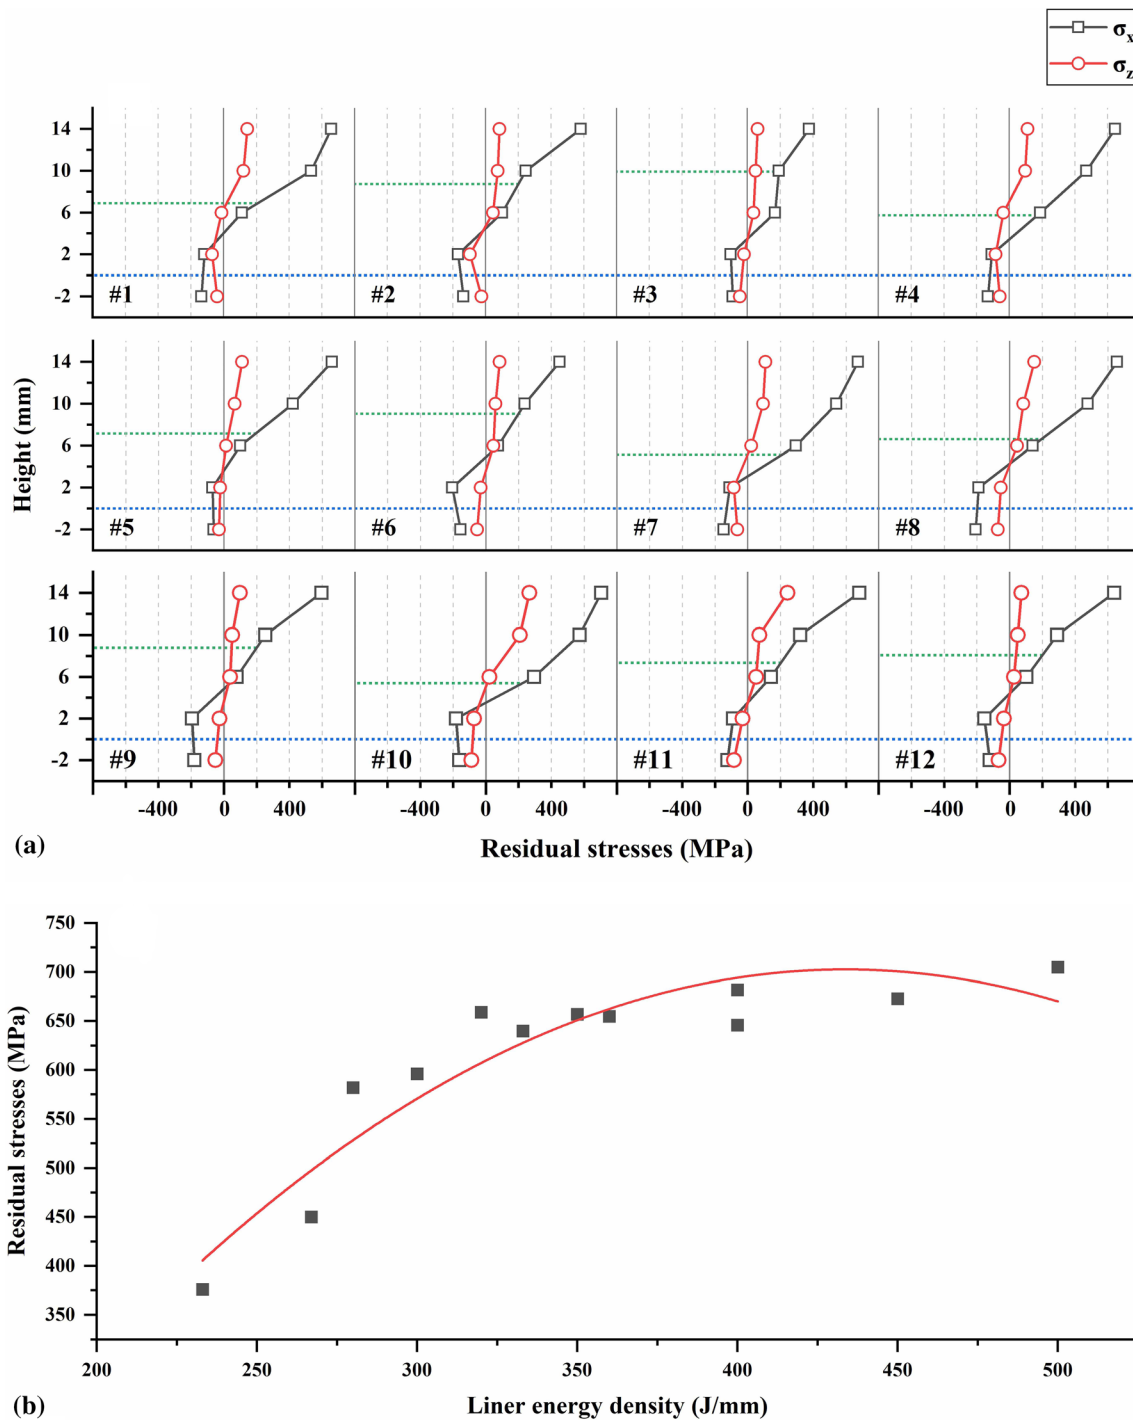 σx
σz
14
10
6
2
-2
#1 #2 #3 #4
14
10
6
2
-2
#5 #6 #7 #8
Height (mm)
14
10
6
2
-2
#9 #10 #11 #12
-400 0 400 -400 0 400 -400 0 400 -400 0 400
(a)
Residual stresses (MPa)
750
700
650
600
550
500
450
400
350
Residual stresses (MPa)
200 250 300 350 400 450 500
(b)
Liner energy density (J/mm)